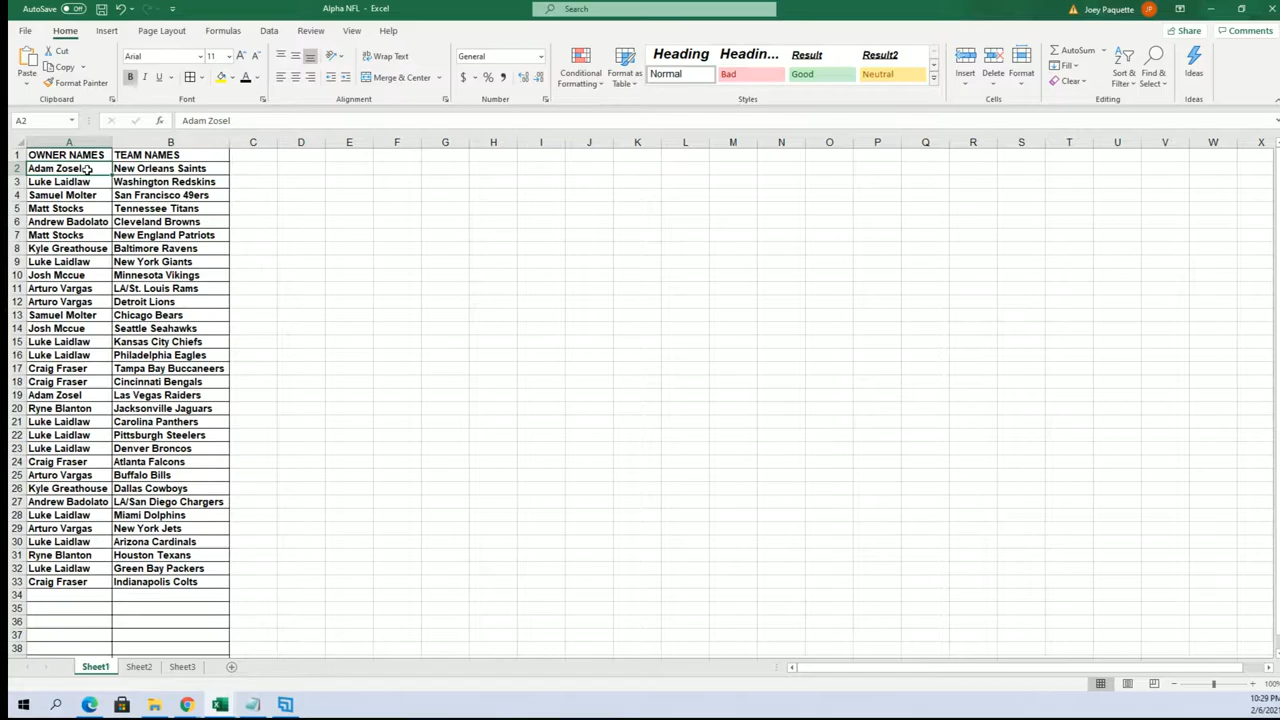 AutoSave Off Alpha NFL - Excel Search Joey Paquette JP
File Home Insert Page Layout Formulas Data Review View Help Share Comments
Paste Cut Copy Format Painter Clipboard
Arial 11 B I U A Font
Wrap Text Merge & Center Alignment
General $ % Number
Conditional Formatting Format as Table
Heading Headin... Result Result2
Normal Bad Good Neutral
Styles
Insert Delete Format Cells
AutoSum Fill Clear Sort & Filter Find & Select Editing
Ideas Ideas
A2 fx Adam Zosel
A B C D E F G H I J K L M N O P Q R S T U V W X
1 OWNER NAMES TEAM NAMES
2 Adam Zosel New Orleans Saints
3 Luke Laidlaw Washington Redskins
4 Samuel Molter San Francisco 49ers
5 Matt Stocks Tennessee Titans
6 Andrew Badolato Cleveland Browns
7 Matt Stocks New England Patriots
8 Kyle Greathouse Baltimore Ravens
9 Luke Laidlaw New York Giants
10 Josh Mccue Minnesota Vikings
11 Arturo Vargas LA/St. Louis Rams
12 Arturo Vargas Detroit Lions
13 Samuel Molter Chicago Bears
14 Josh Mccue Seattle Seahawks
15 Luke Laidlaw Kansas City Chiefs
16 Luke Laidlaw Philadelphia Eagles
17 Craig Fraser Tampa Bay Buccaneers
18 Craig Fraser Cincinnati Bengals
19 Adam Zosel Las Vegas Raiders
20 Ryne Blanton Jacksonville Jaguars
21 Luke Laidlaw Carolina Panthers
22 Luke Laidlaw Pittsburgh Steelers
23 Luke Laidlaw Denver Broncos
24 Craig Fraser Atlanta Falcons
25 Arturo Vargas Buffalo Bills
26 Kyle Greathouse Dallas Cowboys
27 Andrew Badolato LA/San Diego Chargers
28 Luke Laidlaw Miami Dolphins
29 Arturo Vargas New York Jets
30 Luke Laidlaw Arizona Cardinals
31 Ryne Blanton Houston Texans
32 Luke Laidlaw Green Bay Packers
33 Craig Fraser Indianapolis Colts
34
35
36
37
38
Sheet1 Sheet2 Sheet3
100%
10:29 PM
2/6/2021